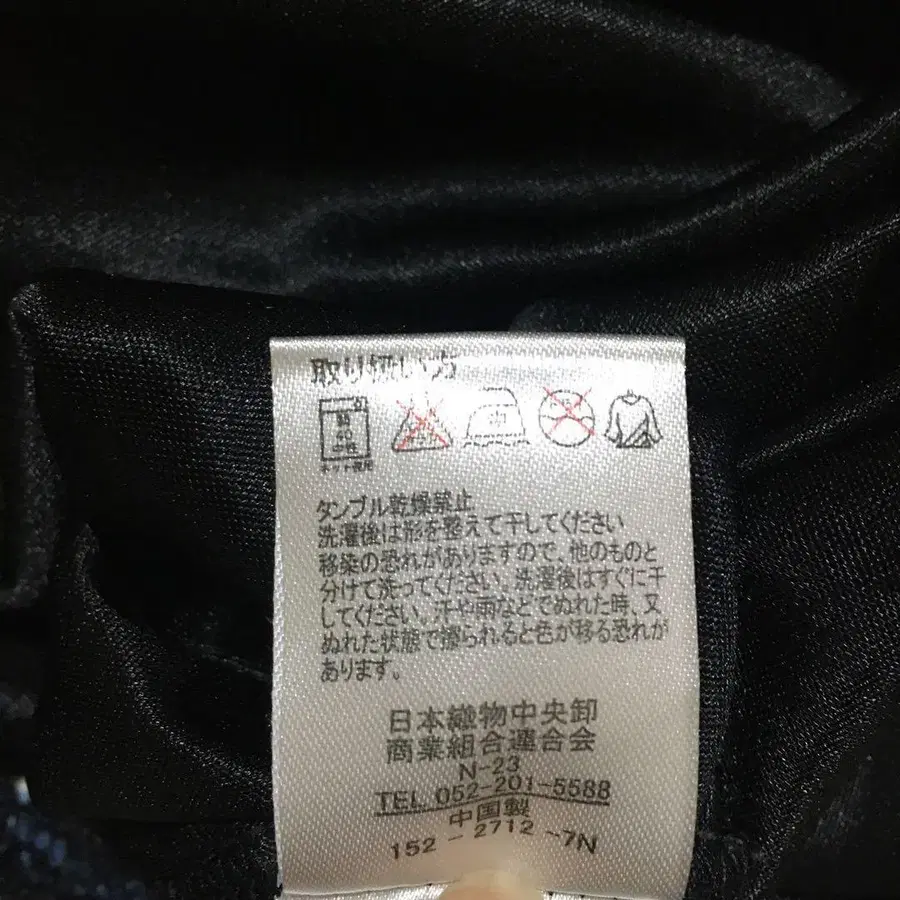 取り扱い方
ネット使用
タンブル乾燥禁止
洗濯後は形を整えて干してください
移染の恐れがありますので、他のものと
分けて洗ってください。洗濯後はすぐに干
してください。汗や雨などでぬれた時、又
ぬれた状態で擦られると色が移る恐れが
あります。
日本織物中央卸
商業組合連合会
N-23
TEL 052-201-5588
中国製
152-2712-7N